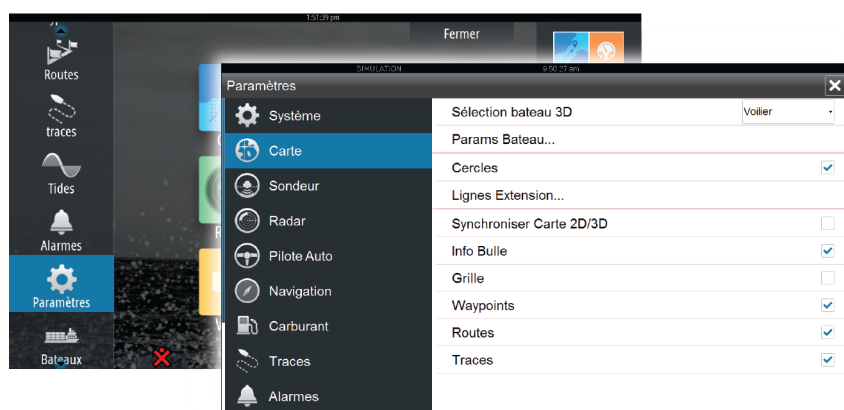 1:51:39 pm
Fermer
Routes
traces
Tides
Alarmes
Paramètres
Bateaux
SIMULATION
9:50:27 am
Paramètres
Système
Carte
Sondeur
Radar
Pilote Auto
Navigation
Carburant
Traces
Alarmes
Sélection bateau 3D
Voilier
Params Bateau...
Cercles
Lignes Extension...
Synchroniser Carte 2D/3D
Info Bulle
Grille
Waypoints
Routes
Traces